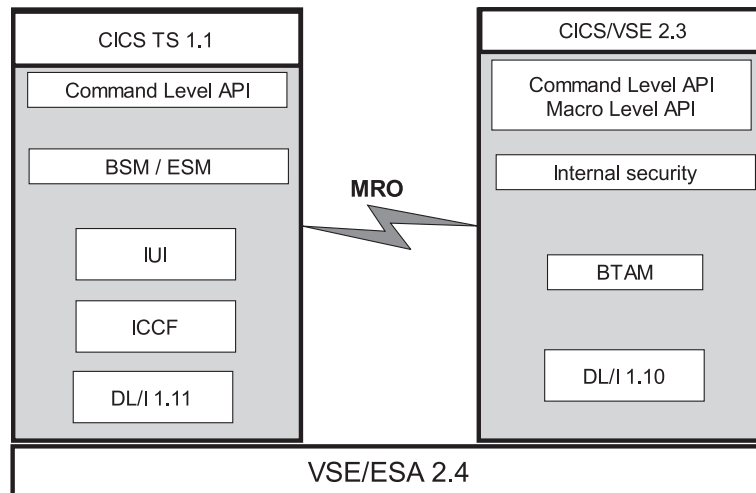 CICS TS 1.1
Command Level API
BSM / ESM
IUI
ICCF
DL/I 1.11
MRO
CICS/VSE 2.3
Command Level API
Macro Level API
Internal security
BTAM
DL/I 1.10
VSE/ESA 2.4